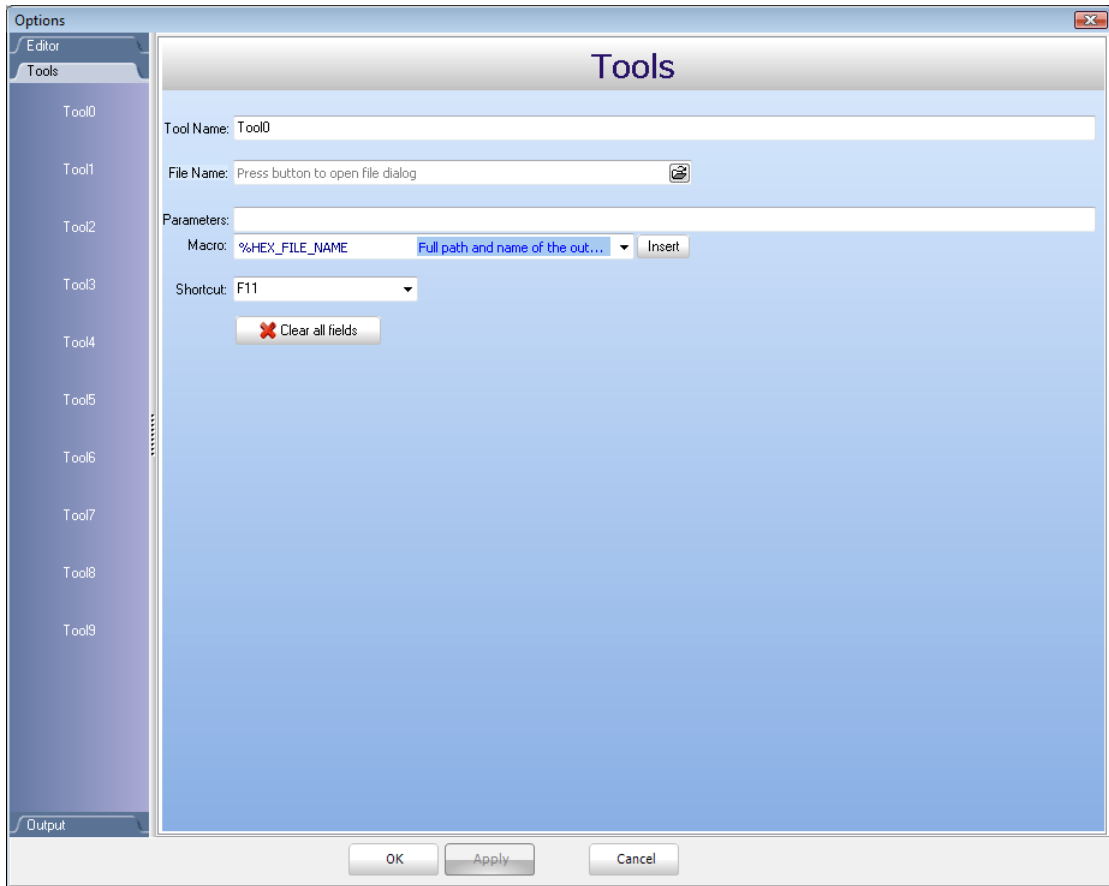 Options
Editor
Tools
Tools
Tool0
Tool Name: Tool0
Tool1
File Name: Press button to open file dialog
Tool2
Parameters:
Macro: %HEX_FILE_NAME Full path and name of the out... Insert
Tool3
Shortcut: F11
Clear all fields
Tool4
Tool5
Tool6
Tool7
Tool8
Tool9
Output
OK Apply Cancel